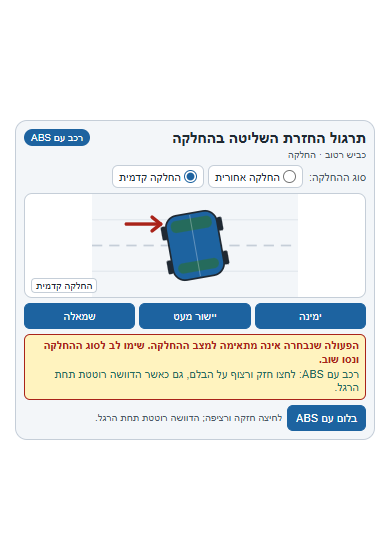 תרגול החזרת השליטה בהחלקה
רכב עם ABS
כביש רטוב · החלקה
סוג ההחלקה:
החלקה אחורית
החלקה קדמית
החלקה קדמית
ימינה
יישור מעט
שמאלה
הפעולה שנבחרה אינה מתאימה למצב ההחלקה. שימו לב לסוג ההחלקה
ונסו שוב.
רכב עם ABS: לחצו חזק ורצוף על הבלם, גם כאשר הדוושה רוטטת תחת
הרגל.
בלום עם ABS
לחיצה חזקה ורציפה; הדוושה רוטטת תחת הרגל.